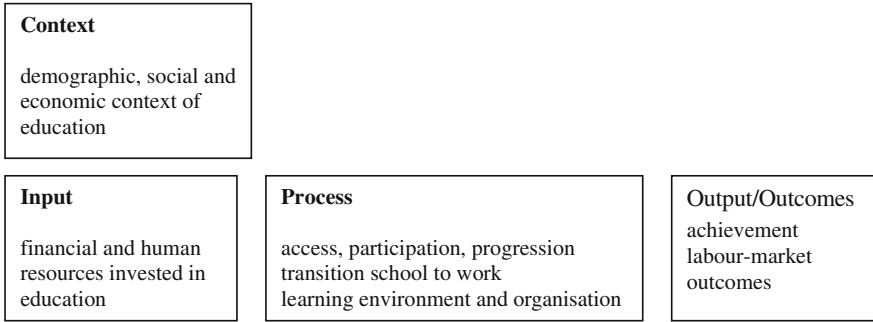 Context
demographic, social and
economic context of
education
Input
financial and human
resources invested in
education
Process
access, participation, progression
transition school to work
learning environment and organisation
Output/Outcomes
achievement
labour-market
outcomes